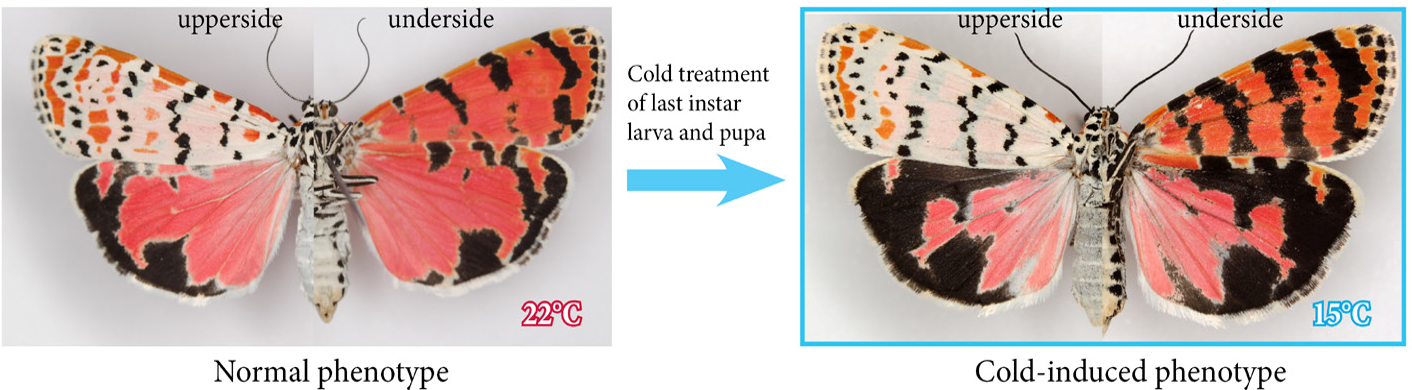 upperside
underside
22°C
Normal phenotype
Cold treatment
of last instar
larva and pupa
upperside
underside
15°C
Cold-induced phenotype